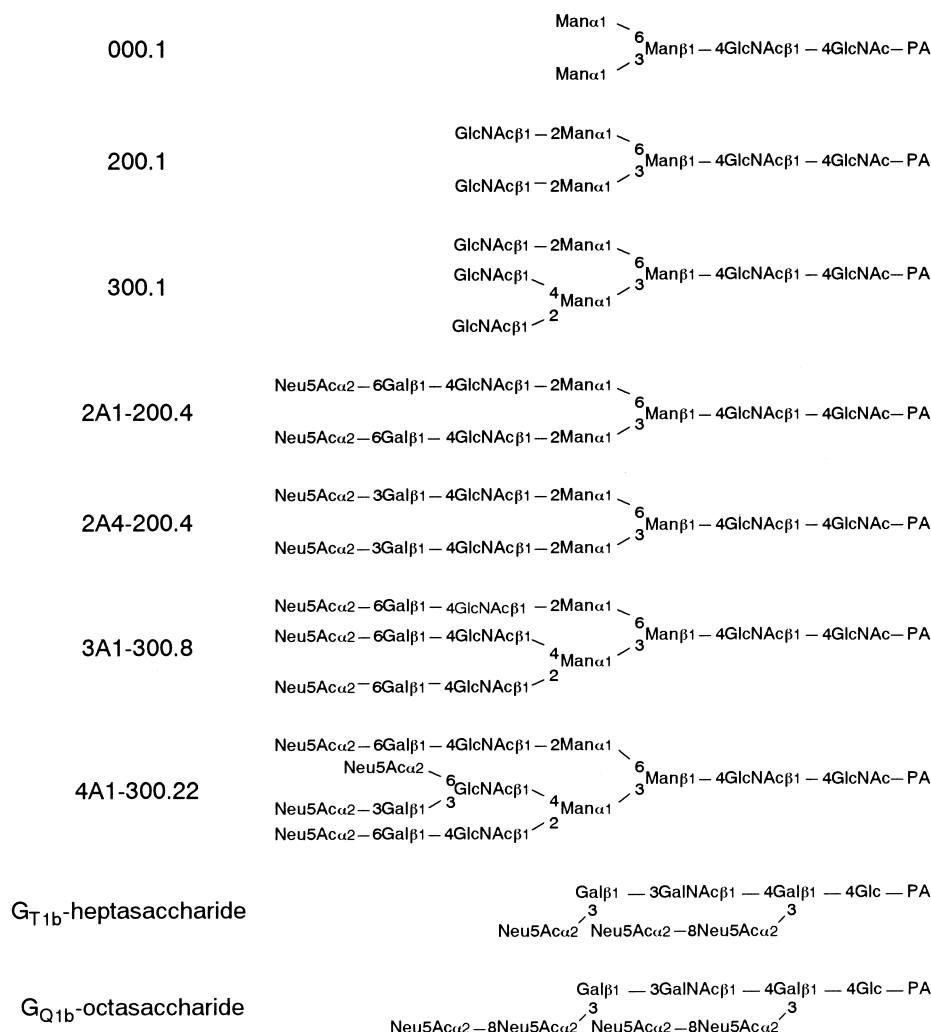 Manα1
6
000.1 Manβ1 — 4GlcNAcβ1 — 4GlcNAc — PA
3
Manα1
GlcNAcβ1 — 2Manα1
6
200.1 Manβ1 — 4GlcNAcβ1 — 4GlcNAc — PA
3
GlcNAcβ1 — 2Manα1
GlcNAcβ1 — 2Manα1
6
GlcNAcβ1 Manβ1 — 4GlcNAcβ1 — 4GlcNAc — PA
300.1 4 3
Manα1
2
GlcNAcβ1
Neu5Acα2 — 6Galβ1 — 4GlcNAcβ1 — 2Manα1
6
2A1-200.4 Manβ1 — 4GlcNAcβ1 — 4GlcNAc — PA
3
Neu5Acα2 — 6Galβ1 — 4GlcNAcβ1 — 2Manα1
Neu5Acα2 — 3Galβ1 — 4GlcNAcβ1 — 2Manα1
6
2A4-200.4 Manβ1 — 4GlcNAcβ1 — 4GlcNAc — PA
3
Neu5Acα2 — 3Galβ1 — 4GlcNAcβ1 — 2Manα1
Neu5Acα2 — 6Galβ1 — 4GlcNAcβ1 — 2Manα1
6
Neu5Acα2 — 6Galβ1 — 4GlcNAcβ1 Manβ1 — 4GlcNAcβ1 — 4GlcNAc — PA
3A1-300.8 4 3
Manα1
2
Neu5Acα2 — 6Galβ1 — 4GlcNAcβ1
Neu5Acα2 — 6Galβ1 — 4GlcNAcβ1 — 2Manα1
Neu5Acα2 6
6 Manβ1 — 4GlcNAcβ1 — 4GlcNAc — PA
4A1-300.22 GlcNAcβ1 3
3 4
Neu5Acα2 — 3Galβ1 Manα1
2
Neu5Acα2 — 6Galβ1 — 4GlcNAcβ1
Galβ1 — 3GalNAcβ1 — 4Galβ1 — 4Glc — PA
GT1b-heptasaccharide 3 3
Neu5Acα2 Neu5Acα2 — 8Neu5Acα2
Galβ1 — 3GalNAcβ1 — 4Galβ1 — 4Glc — PA
GQ1b-octasaccharide 3 3
Neu5Acα2 — 8Neu5Acα2 Neu5Acα2 — 8Neu5Acα2